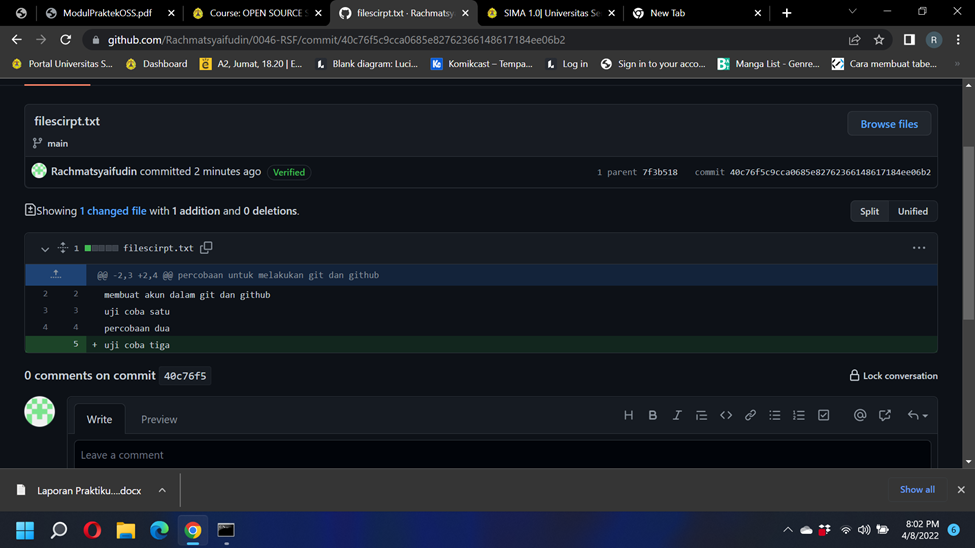 ModulPraktekOSS.pdf
Course: OPEN SOURCE S
filescirpt.txt · Rachmatsy
SIMA 1.0| Universitas Se
New Tab
github.com/Rachmatsyaifudin/0046-RSF/commit/40c76f5c9cca0685e82762366148617184ee06b2
R
Portal Universitas S...
Dashboard
A2, Jumat, 18.20 | E...
Blank diagram: Luci...
Komikcast – Tempa...
Log in
Sign in to your acco...
Manga List - Genre...
Cara membuat tabe...
filescirpt.txt
Browse files
main
Rachmatsyaifudin committed 2 minutes ago Verified
1 parent 7f3b518 commit 40c76f5c9cca0685e82762366148617184ee06b2
Showing 1 changed file with 1 addition and 0 deletions.
Split Unified
1 filescirpt.txt
@@ -2,3 +2,4 @@ percobaan untuk melakukan git dan github
2 2 membuat akun dalam git dan github
3 3 uji coba satu
4 4 percobaan dua
5 + uji coba tiga
0 comments on commit 40c76f5
Lock conversation
Write Preview
Leave a comment
Laporan Praktiku....docx
Show all
8:02 PM
4/8/2022
6